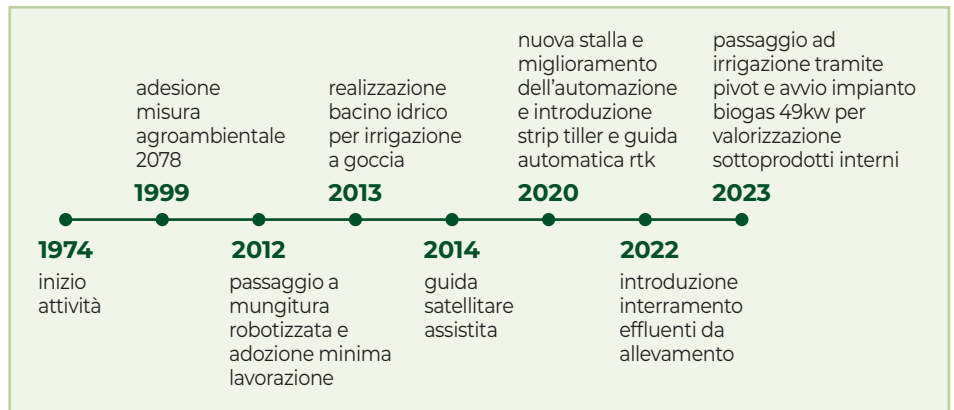 1974
inizio
attività
adesione
misura
agroambientale
2078
1999
2012
passaggio a
mungitura
robotizzata e
adozione minima
lavorazione
realizzazione
bacino idrico
per irrigazione
a goccia
2013
2014
guida
satellitare
assistita
nuova stalla e
miglioramento
dell’automazione
e introduzione
strip tiller e guida
automatica rtk
2020
2022
introduzione
interramento
effluenti da
allevamento
passaggio ad
irrigazione tramite
pivot e avvio impianto
biogas 49kw per
valorizzazione
sottoprodotti interni
2023